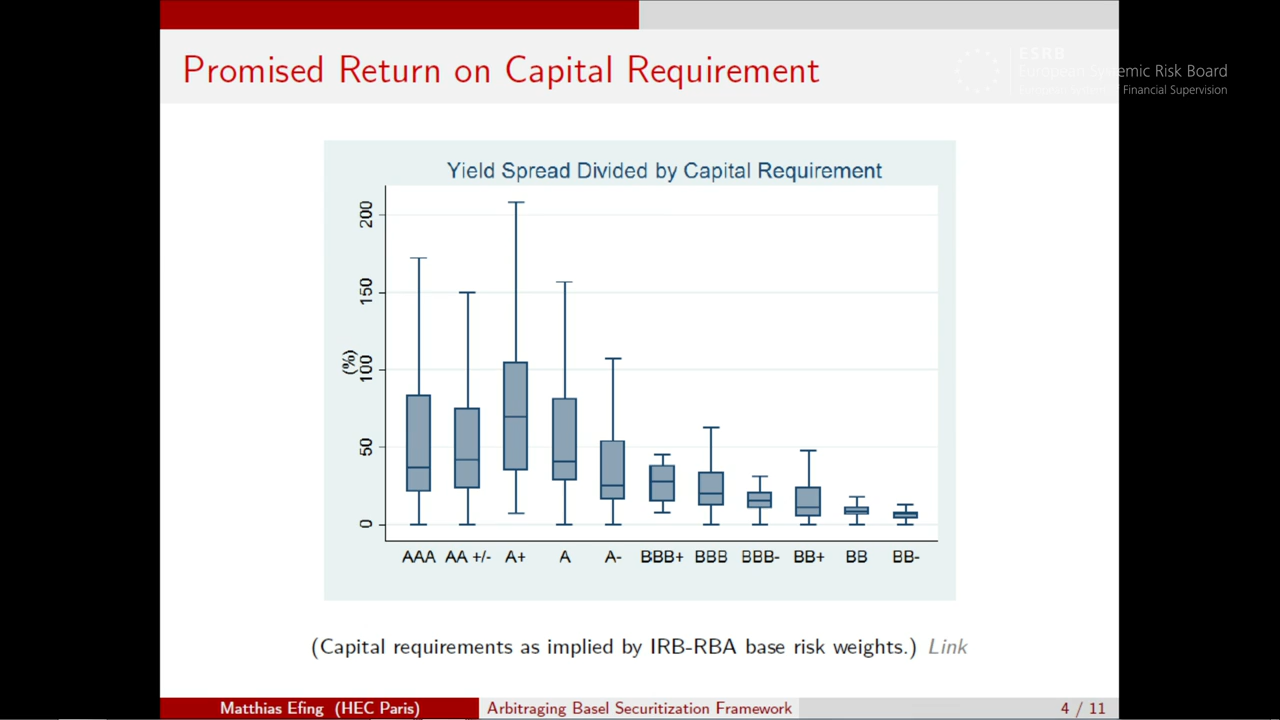 Promised Return on Capital Requirement
ESRB
European Systemic Risk Board
Financial Supervision
Yield Spread Divided by Capital Requirement
(%)
200
150
100
50
0
AAA AA +/- A+ A A- BBB+ BBB BBB- BB+ BB BB-
(Capital requirements as implied by IRB-RBA base risk weights.) Link
Matthias Efing (HEC Paris) Arbitraging Basel Securitization Framework 4 / 11